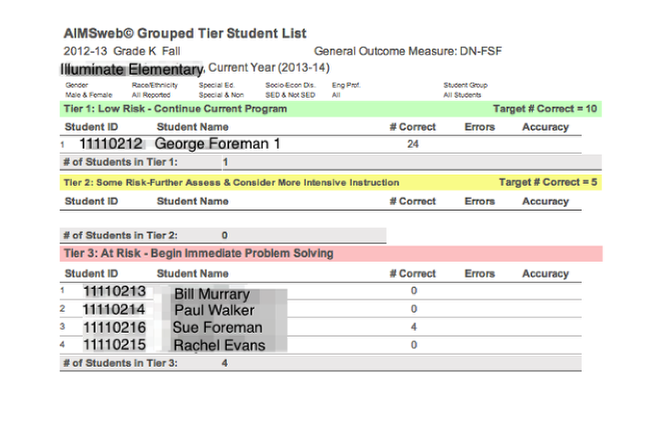 AIMSweb© Grouped Tier Student List
2012-13 Grade K Fall General Outcome Measure: DN-FSF
Illuminate Elementary, Current Year (2013-14)
Gender Race/Ethnicity Special Ed. Socio-Econ Dis. Eng Prof. Student Group
Male & Female All Reported Special & Non SED & Not SED All All Students
Tier 1: Low Risk - Continue Current Program Target # Correct = 10
Student ID Student Name # Correct Errors Accuracy
1 11110212 George Foreman 1 24
# of Students in Tier 1: 1
Tier 2: Some Risk-Further Assess & Consider More Intensive Instruction Target # Correct = 5
Student ID Student Name # Correct Errors Accuracy
# of Students in Tier 2: 0
Tier 3: At Risk - Begin Immediate Problem Solving
Student ID Student Name # Correct Errors Accuracy
1 11110213 Bill Murrary 0
2 11110214 Paul Walker 0
3 11110216 Sue Foreman 4
4 11110215 Rachel Evans 0
# of Students in Tier 3: 4